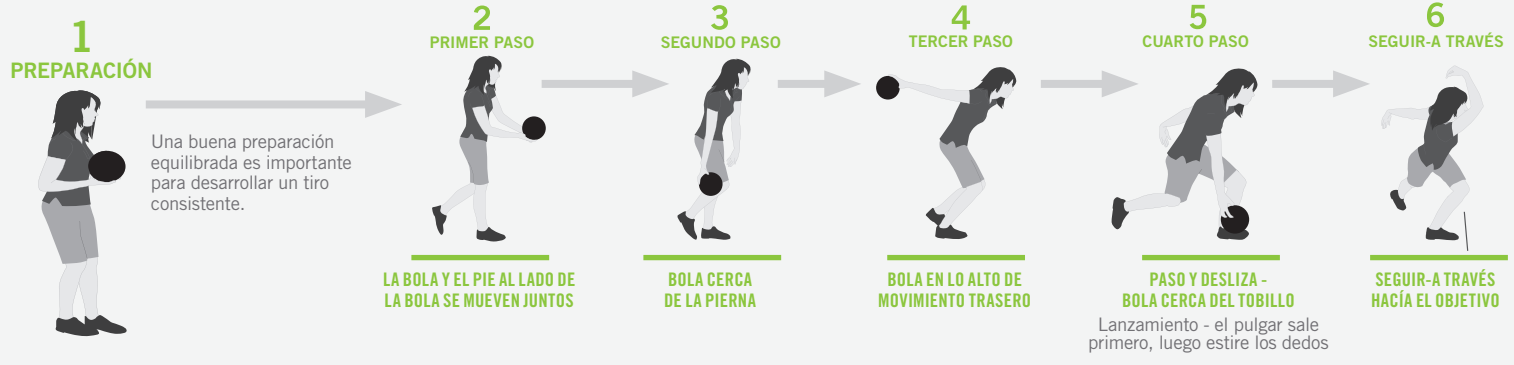 1
PREPARACIÓN
Una buena preparación
equilibrada es importante
para desarrollar un tiro
consistente.
2
PRIMER PASO
LA BOLA Y EL PIE AL LADO DE
LA BOLA SE MUEVEN JUNTOS
3
SEGUNDO PASO
BOLA CERCA
DE LA PIERNA
4
TERCER PASO
BOLA EN LO ALTO DE
MOVIMIENTO TRASERO
5
CUARTO PASO
PASO Y DESLIZA -
BOLA CERCA DEL TOBILLO
Lanzamiento - el pulgar sale
primero, luego estire los dedos
6
SEGUIR-A TRAVÉS
SEGUIR-A TRAVÉS
HACÍA EL OBJETIVO